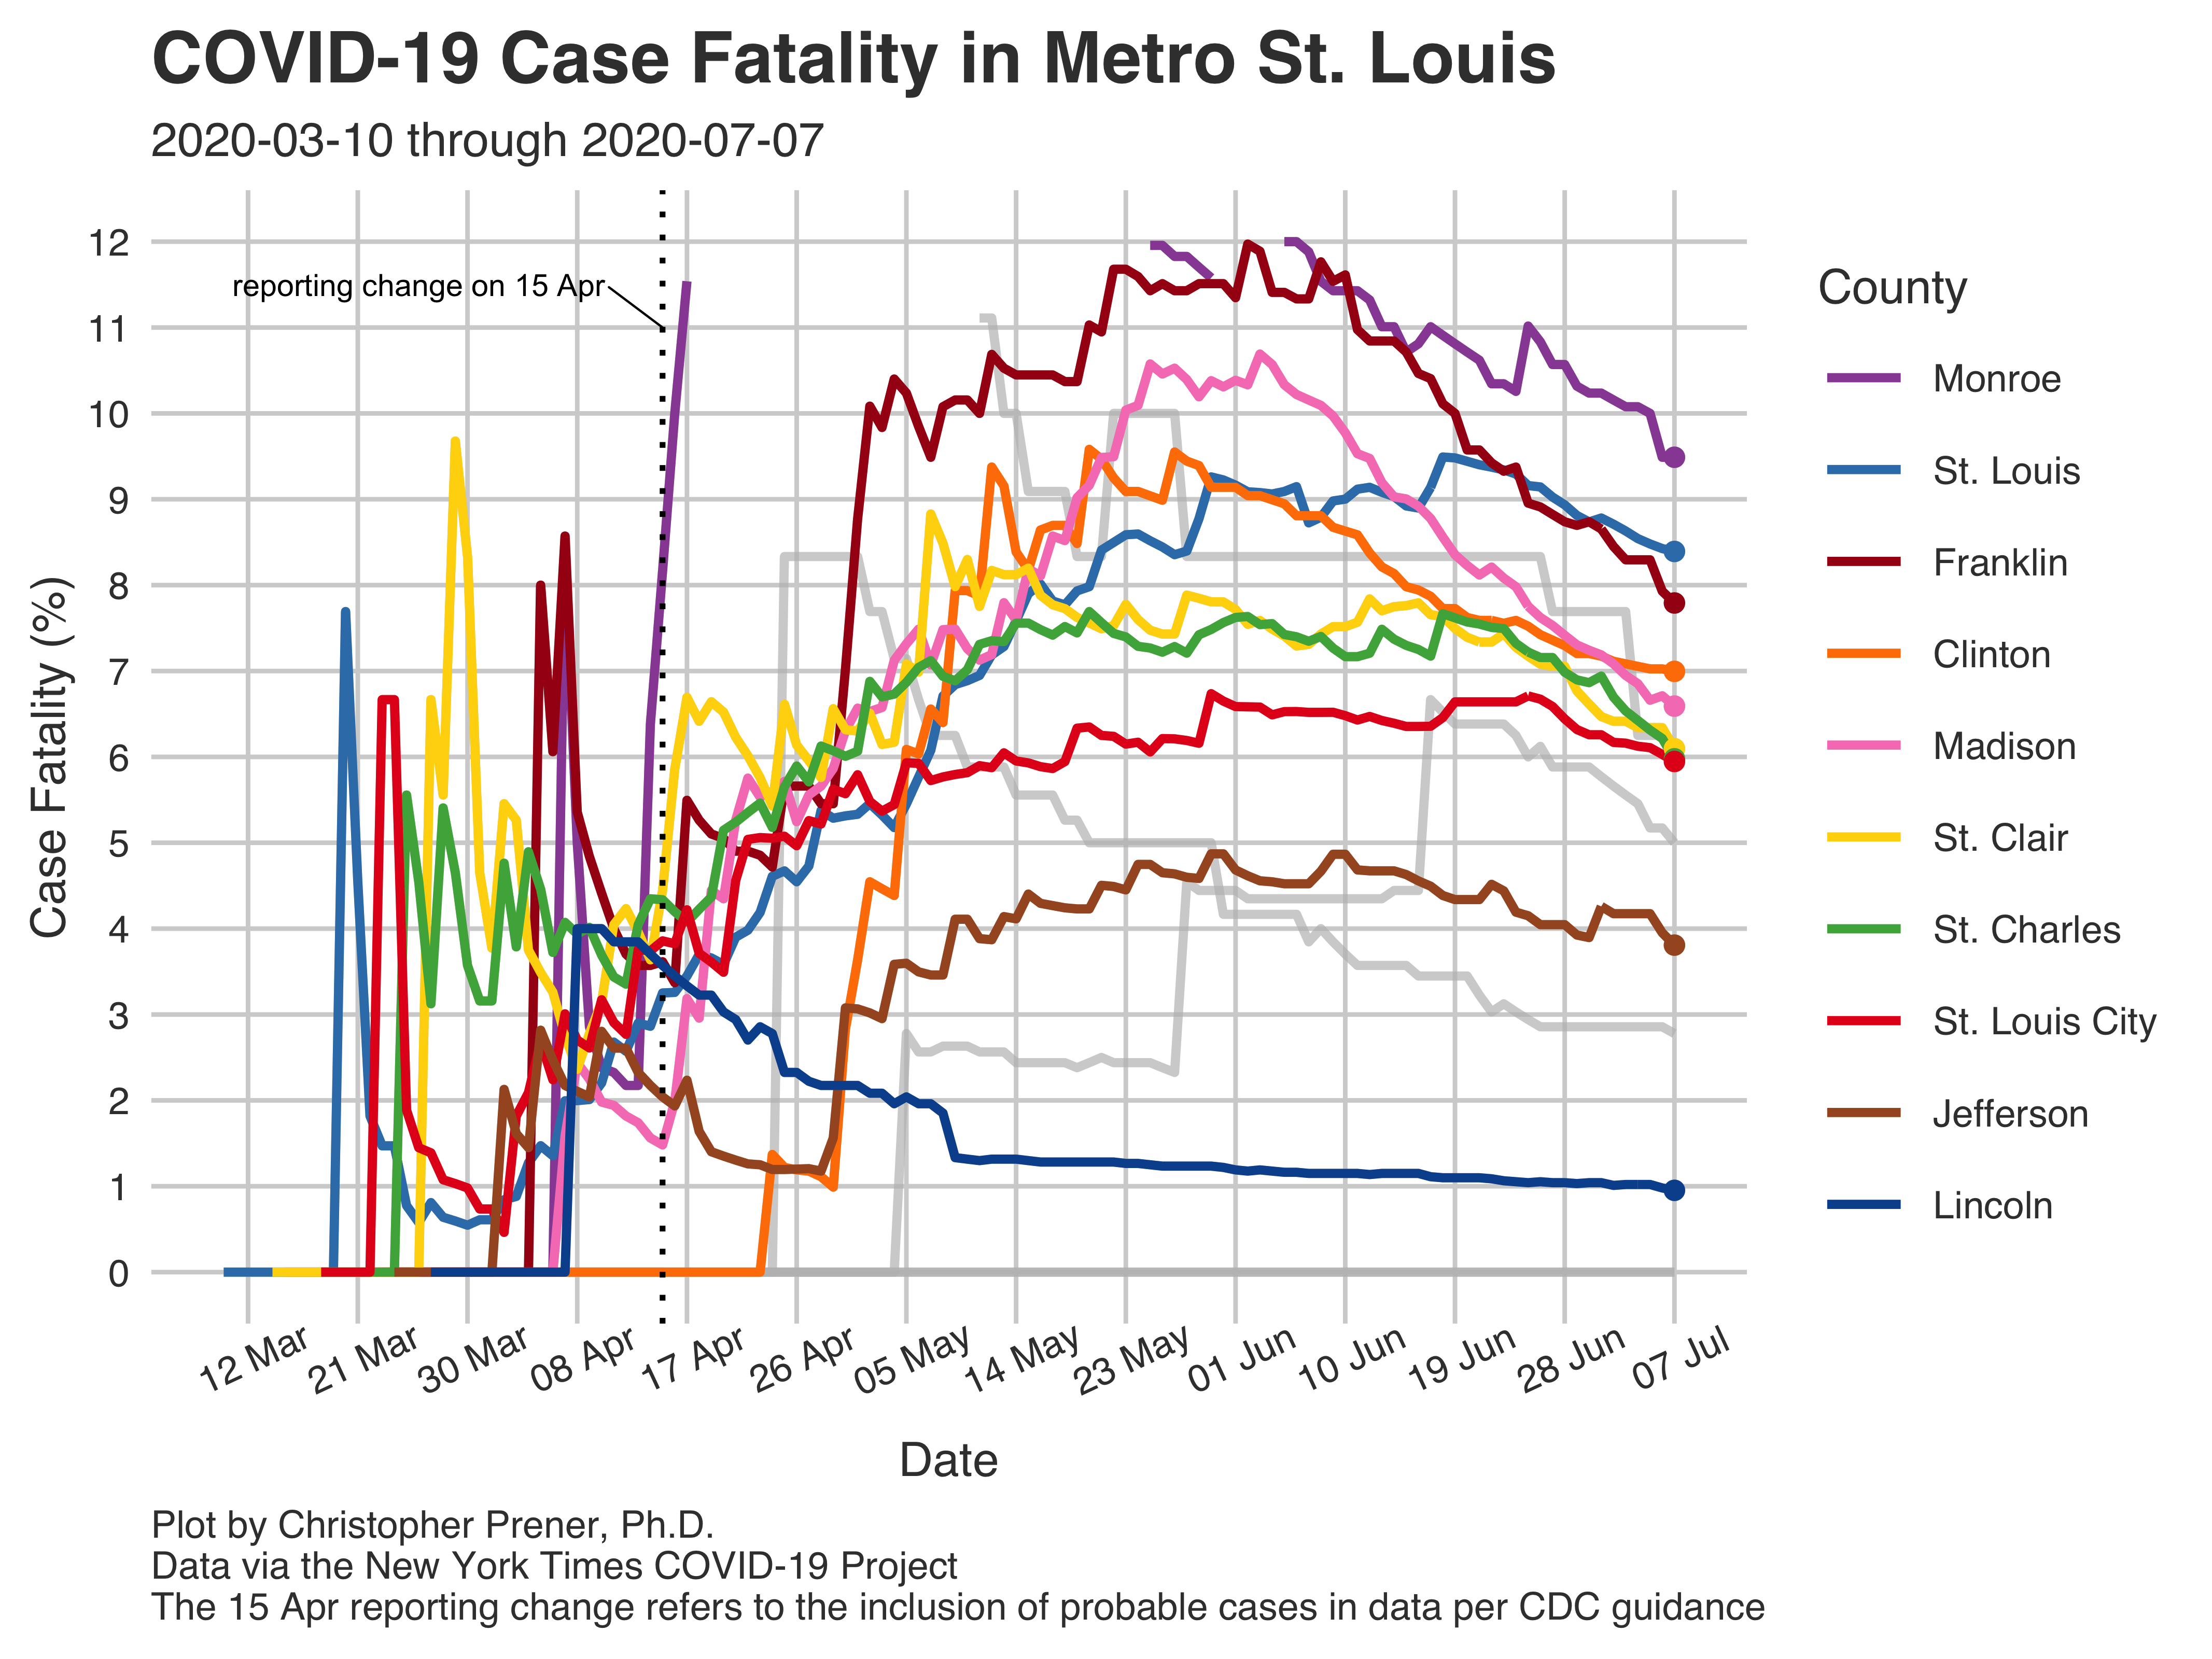 COVID-19 Case Fatality in Metro St. Louis
2020-03-10 through 2020-07-07
12
11
10
9
8
7
6
5
4
3
2
1
0
Case Fatality (%)
reporting change on 15 Apr
12 Mar
21 Mar
30 Mar
08 Apr
17 Apr
26 Apr
05 May
14 May
23 May
01 Jun
10 Jun
19 Jun
28 Jun
07 Jul
Date
County
Monroe
St. Louis
Franklin
Clinton
Madison
St. Clair
St. Charles
St. Louis City
Jefferson
Lincoln
Plot by Christopher Prener, Ph.D.
Data via the New York Times COVID-19 Project
The 15 Apr reporting change refers to the inclusion of probable cases in data per CDC guidance